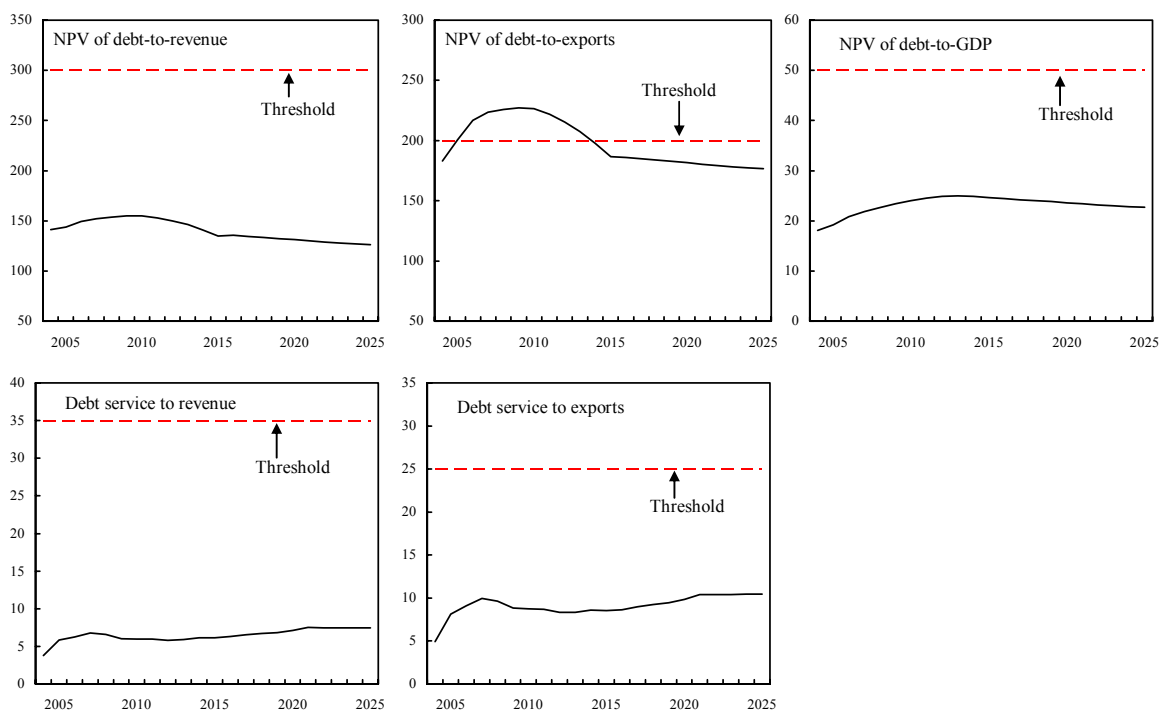 NPV of debt-to-revenue
350
300
250
200
150
100
50
Threshold
2005 2010 2015 2020 2025
NPV of debt-to-exports
300
250
200
150
100
50
Threshold
2005 2010 2015 2020 2025
NPV of debt-to-GDP
60
50
40
30
20
10
0
Threshold
2005 2010 2015 2020 2025
Debt service to revenue
40
35
30
25
20
15
10
5
0
Threshold
2005 2010 2015 2020 2025
Debt service to exports
35
30
25
20
15
10
5
0
Threshold
2005 2010 2015 2020 2025